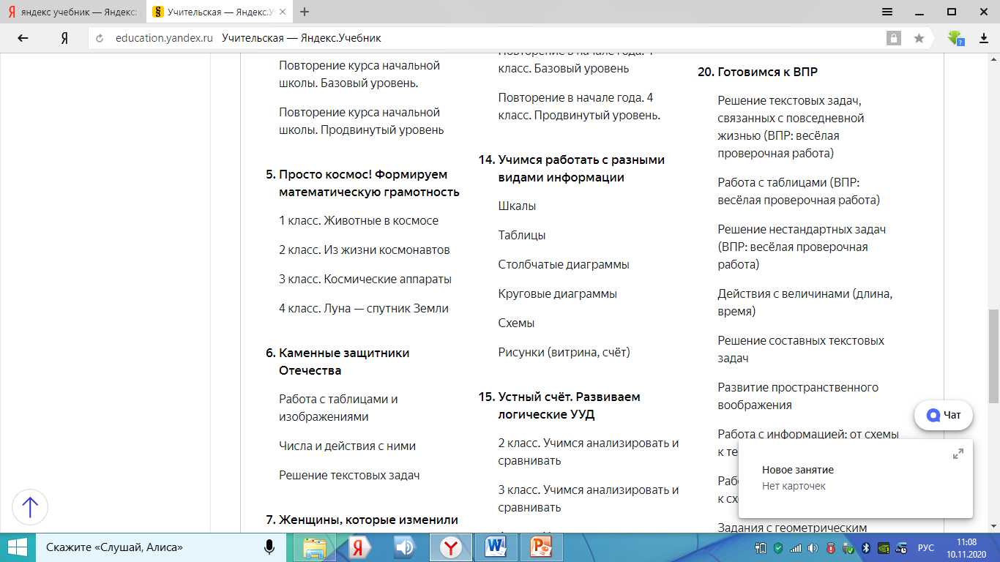 яндекс учебник — Яндекс:
Учительская — Яндекс.У
education.yandex.ru Учительская — Яндекс.Учебник
Повторение курса начальной
школы. Базовый уровень.
Повторение курса начальной
школы. Продвинутый уровень
5. Просто космос! Формируем
математическую грамотность
1 класс. Животные в космосе
2 класс. Из жизни космонавтов
3 класс. Космические аппараты
4 класс. Луна — спутник Земли
6. Каменные защитники
Отечества
Работа с таблицами и
изображениями
Числа и действия с ними
Решение текстовых задач
7. Женщины, которые изменили
Повторение в начале года. 4
класс. Базовый уровень
Повторение в начале года. 4
класс. Продвинутый уровень.
14. Учимся работать с разными
видами информации
Шкалы
Таблицы
Столбчатые диаграммы
Круговые диаграммы
Схемы
Рисунки (витрина, счёт)
15. Устный счёт. Развиваем
логические УУД
2 класс. Учимся анализировать и
сравнивать
3 класс. Учимся анализировать и
сравнивать
20. Готовимся к ВПР
Решение текстовых задач,
связанных с повседневной
жизнью (ВПР: весёлая
проверочная работа)
Работа с таблицами (ВПР:
весёлая проверочная работа)
Решение нестандартных задач
(ВПР: весёлая проверочная
работа)
Действия с величинами (длина,
время)
Решение составных текстовых
задач
Развитие пространственного
воображения
Работа с информацией: от схемы
к те
Раб
к сх
Задания с геометрическим
Чат
Новое занятие
Нет карточек
Скажите «Слушай, Алиса»
РУС
11:08
10.11.2020